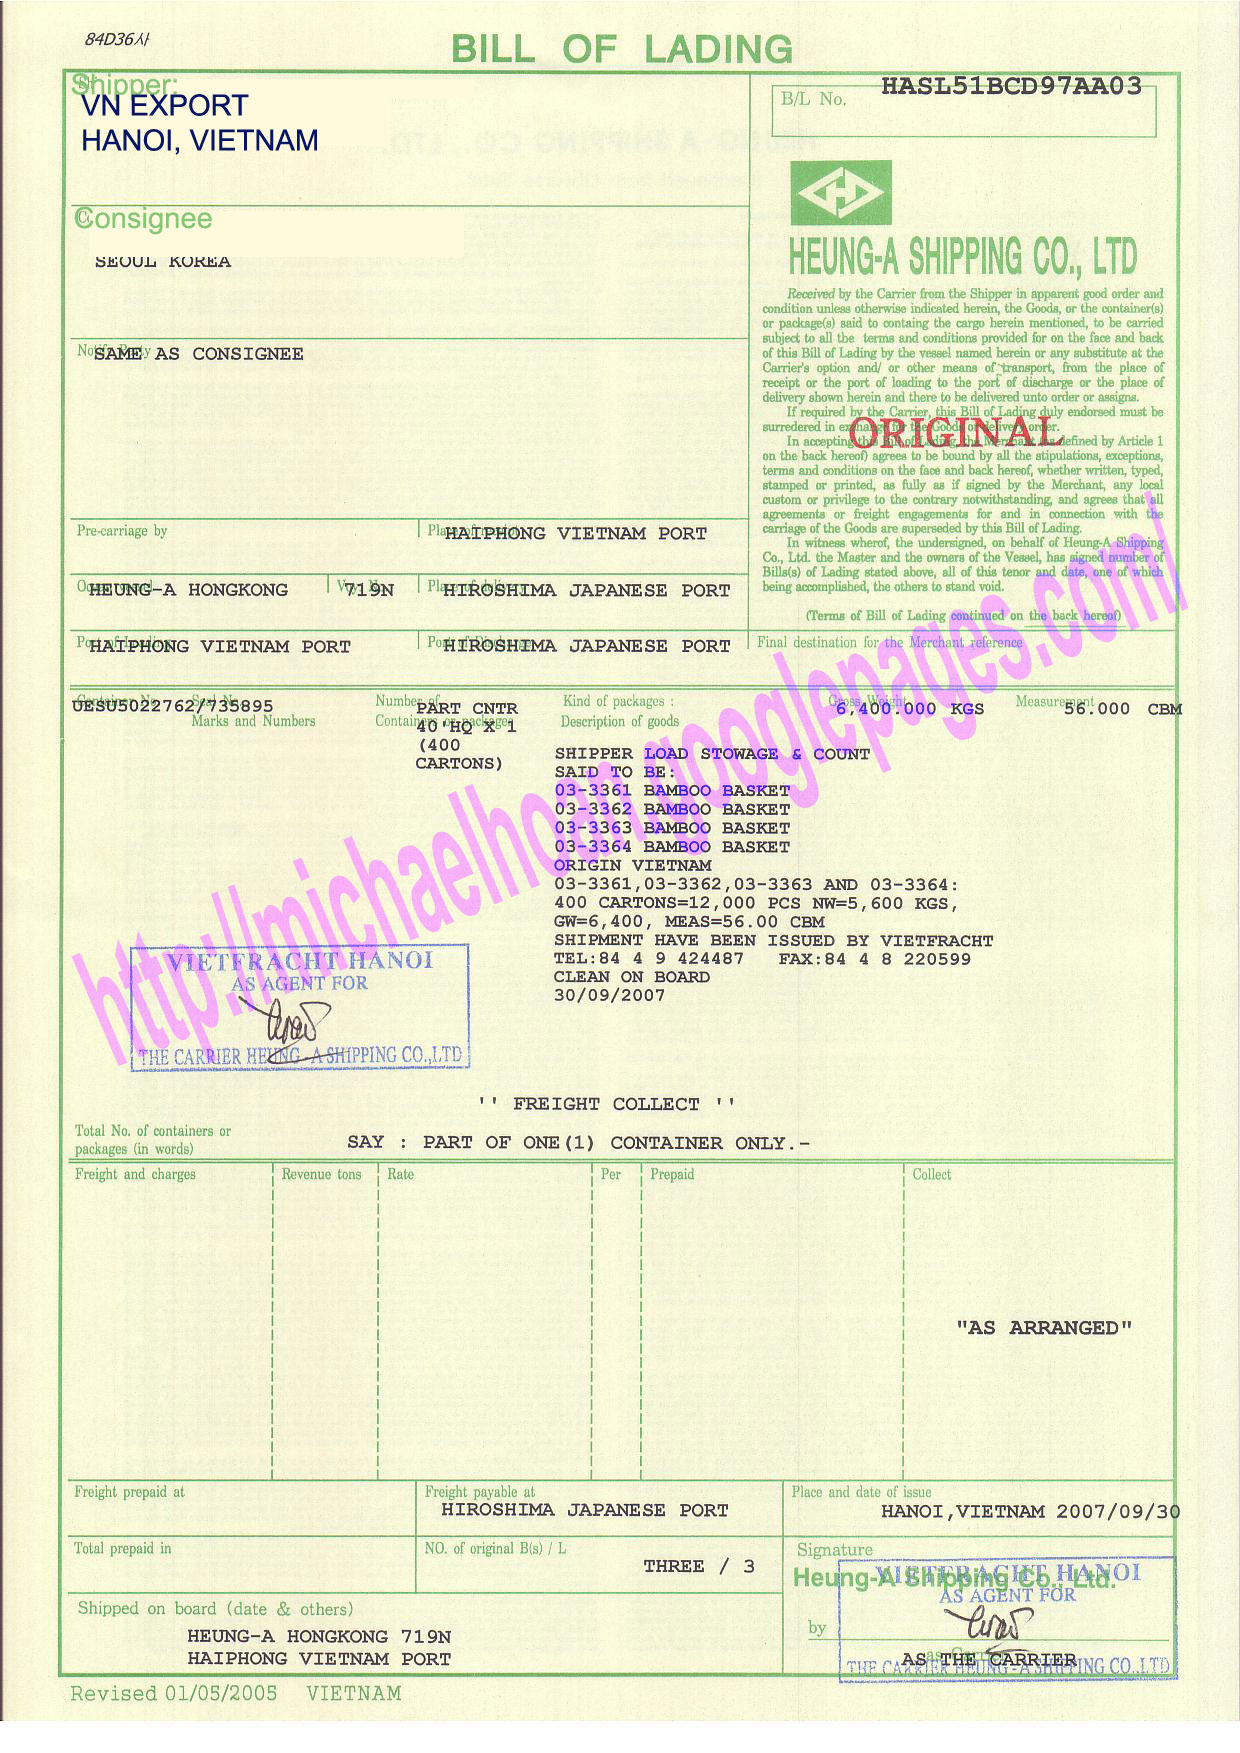 84D36사
BILL OF LADING
Shipper:
VN EXPORT
HANOI, VIETNAM
B/L No.
HASL51BCD97AA03
Consignee
SEOUL KOREA
HEUNG-A SHIPPING CO., LTD
Received by the Carrier from the Shipper in apparent good order and
condition unless otherwise indicated herein, the Goods, or the container(s)
or package(s) said to containg the cargo herein mentioned, to be carried
subject to all the terms and conditions provided for on the face and back
of this Bill of Lading by the vessel named herein or any substitute at the
Carrier's option and/ or other means of transport, from the place of
receipt or the port of loading to the port of discharge or the place of
delivery shown herein and there to be delivered unto order or assigns.
If required by the Carrier, this Bill of Lading duly endorsed must be
surredered in exchange for the Goods or delivery order.
In accepting this Bill of Lading, the Merchant (as defined by Article 1
on the back hereof) agrees to be bound by all the stipulations, exceptions,
terms and conditions on the face and back hereof, whether written, typed,
stamped or printed, as fully as if signed by the Merchant, any local
custom or privilege to the contrary notwithstanding, and agrees that all
agreements or freight engagements for and in connection with the
carriage of the Goods are superseded by this Bill of Lading.
In witness wherof, the undersigned, on behalf of Heung-A Shipping
Co., Ltd. the Master and the owners of the Vessel, has signed number of
Bills(s) of Lading stated above, all of this tenor and date, one of which
being accomplished, the others to stand void.
(Terms of Bill of Lading continued on the back hereof)
ORIGINAL
Notify Party
SAME AS CONSIGNEE
Pre-carriage by
Place of receipt
HAIPHONG VIETNAM PORT
Ocean vessel
HEUNG-A HONGKONG
Voy. No.
719N
Place of delivery
HIROSHIMA JAPANESE PORT
Port of Loading
HAIPHONG VIETNAM PORT
Port of Discharge
HIROSHIMA JAPANESE PORT
Final destination for the Merchant reference
Container No. Seal No.
Marks and Numbers
UESU5022762/735895
Number of
Containers or packages
PART CNTR
40'HQ X 1
(400
CARTONS)
Kind of packages :
Description of goods
Gross Weight
6,400.000 KGS
Measurement
56.000 CBM
SHIPPER LOAD STOWAGE & COUNT
SAID TO BE:
03-3361 BAMBOO BASKET
03-3362 BAMBOO BASKET
03-3363 BAMBOO BASKET
03-3364 BAMBOO BASKET
ORIGIN VIETNAM
03-3361,03-3362,03-3363 AND 03-3364:
400 CARTONS=12,000 PCS NW=5,600 KGS,
GW=6,400, MEAS=56.00 CBM
SHIPMENT HAVE BEEN ISSUED BY VIETFRACHT
TEL:84 4 9 424487 FAX:84 4 8 220599
CLEAN ON BOARD
30/09/2007
http://michaelhoan.googlepages.com/
VIETFRACHT HANOI
AS AGENT FOR
THE CARRIER HEUNG-A SHIPPING CO.,LTD
'' FREIGHT COLLECT ''
Total No. of containers or
packages (in words)
SAY : PART OF ONE(1) CONTAINER ONLY.-
Freight and charges
Revenue tons
Rate
Per
Prepaid
Collect
"AS ARRANGED"
Freight prepaid at
Freight payable at
HIROSHIMA JAPANESE PORT
Place and date of issue
HANOI,VIETNAM 2007/09/30
Total prepaid in
NO. of original B(s) / L
THREE / 3
Signature
Heung-A Shipping Co., Ltd.
VIETFRACHT HANOI
AS AGENT FOR
by
as Carrier
AS THE CARRIER
THE CARRIER HEUNG-A SHIPPING CO.,LTD
Shipped on board (date & others)
HEUNG-A HONGKONG 719N
HAIPHONG VIETNAM PORT
Revised 01/05/2005 VIETNAM